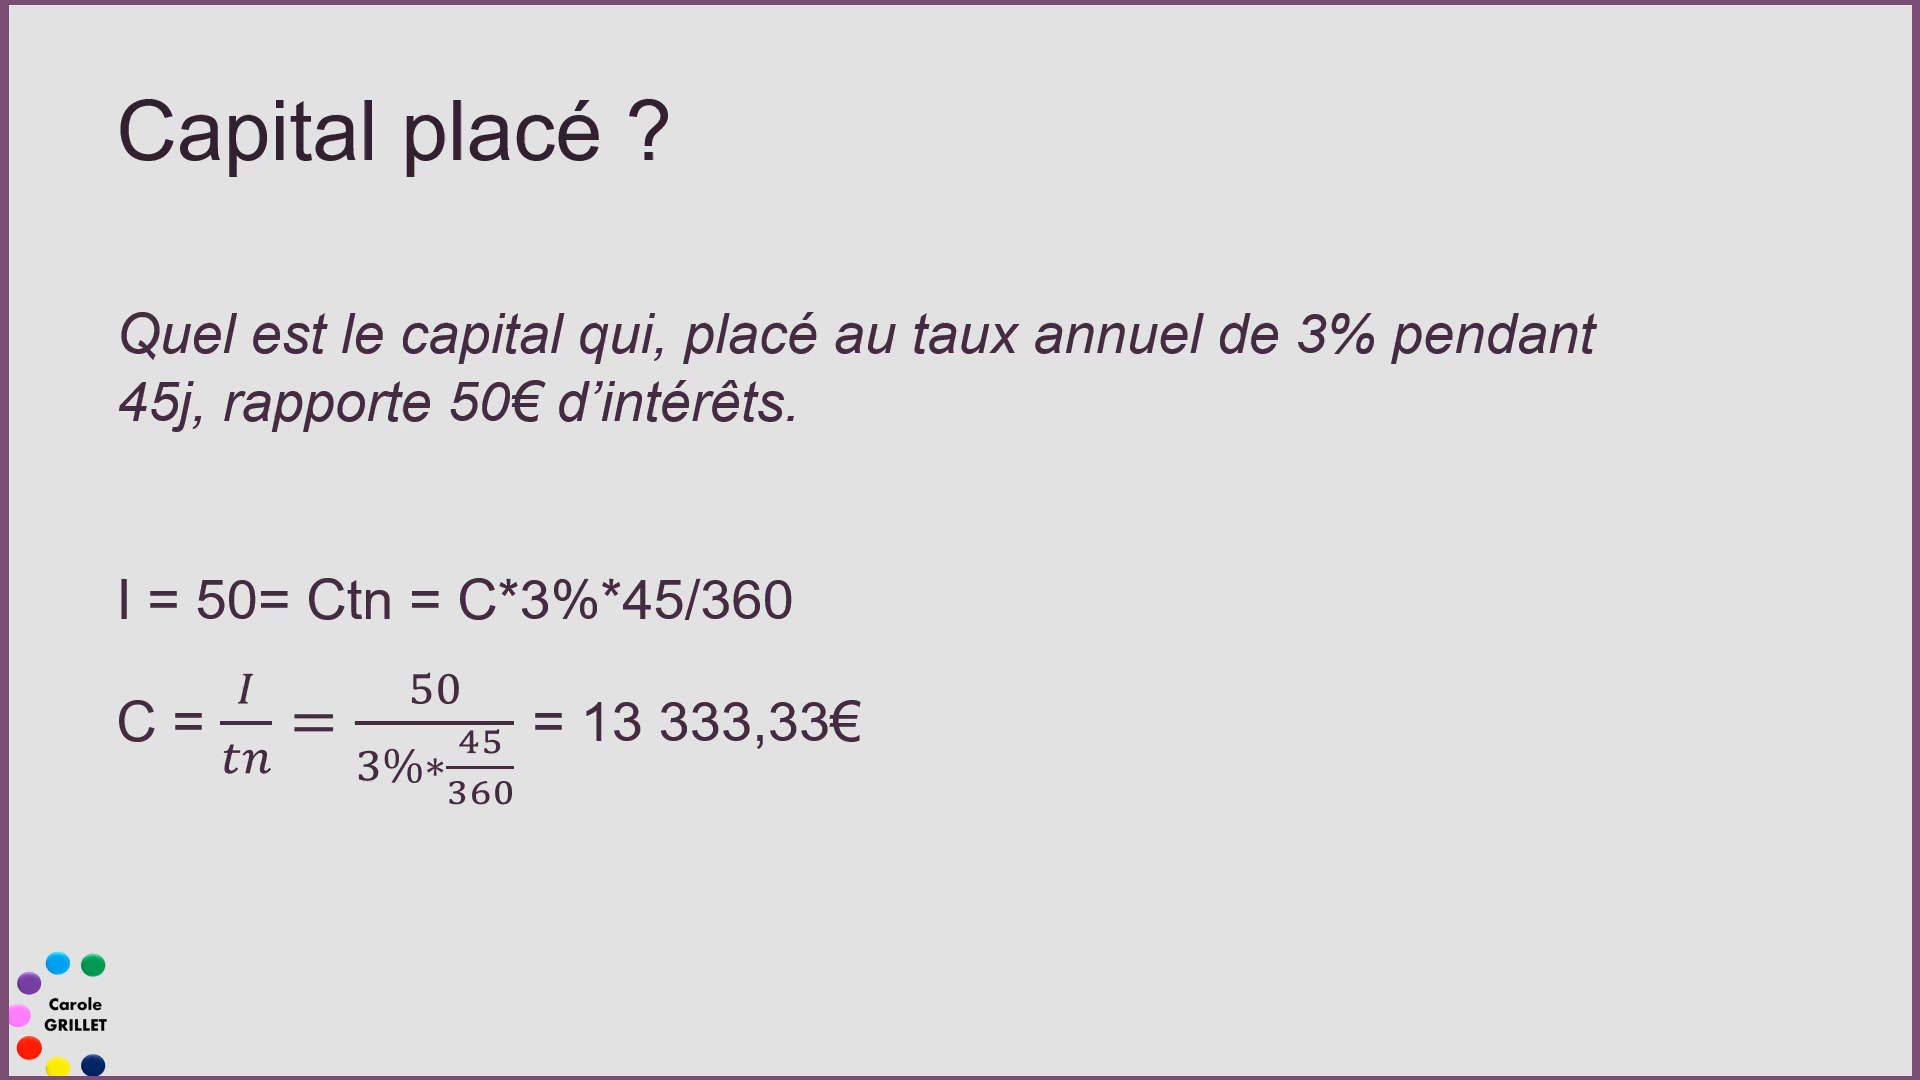 Capital placé ?
Quel est le capital qui, placé au taux annuel de 3% pendant
45j, rapporte 50€ d’intérêts.
I = 50= Ctn = C*3%*45/360
C = I/tn = 50/(3%*45/360) = 13 333,33€
Carole
GRILLET